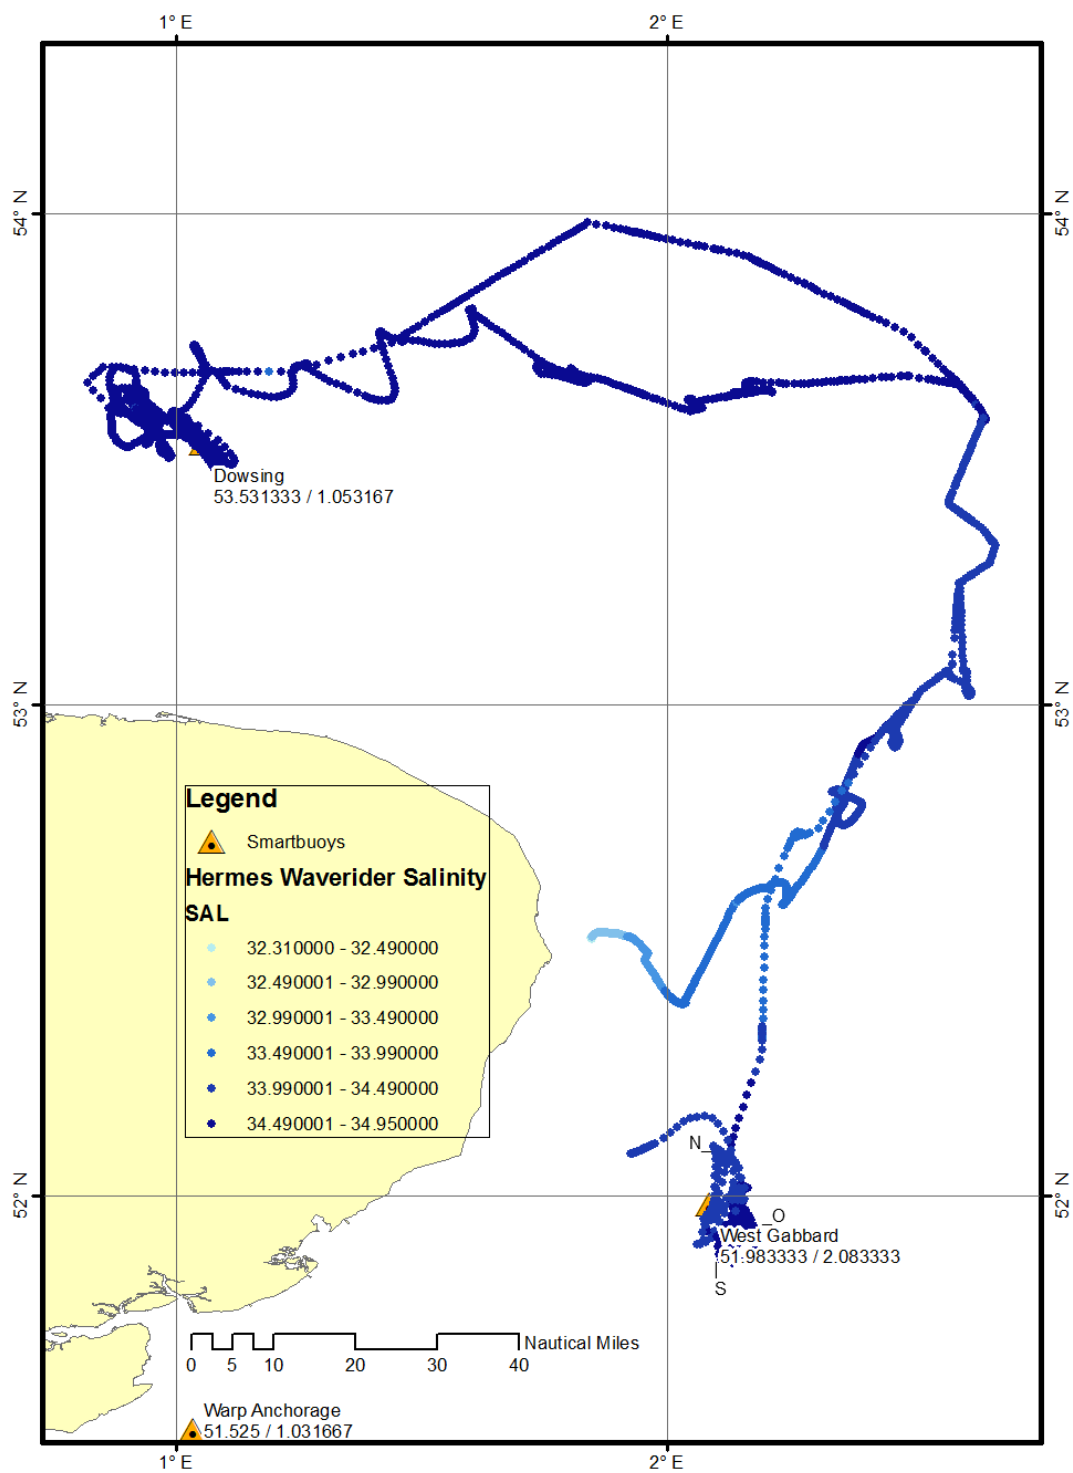 1° E 2° E
54° N 54° N
Dowsing
53.531333 / 1.053167
53° N 53° N
Legend
Smartbuoys
Hermes Waverider Salinity
SAL
32.310000 - 32.490000
32.490001 - 32.990000
32.990001 - 33.490000
33.490001 - 33.990000
33.990001 - 34.490000
34.490001 - 34.950000
N_
52° N 52° N
_O
West Gabbard
51.983333 / 2.083333
S
Nautical Miles
0 5 10 20 30 40
Warp Anchorage
51.525 / 1.031667
1° E 2° E